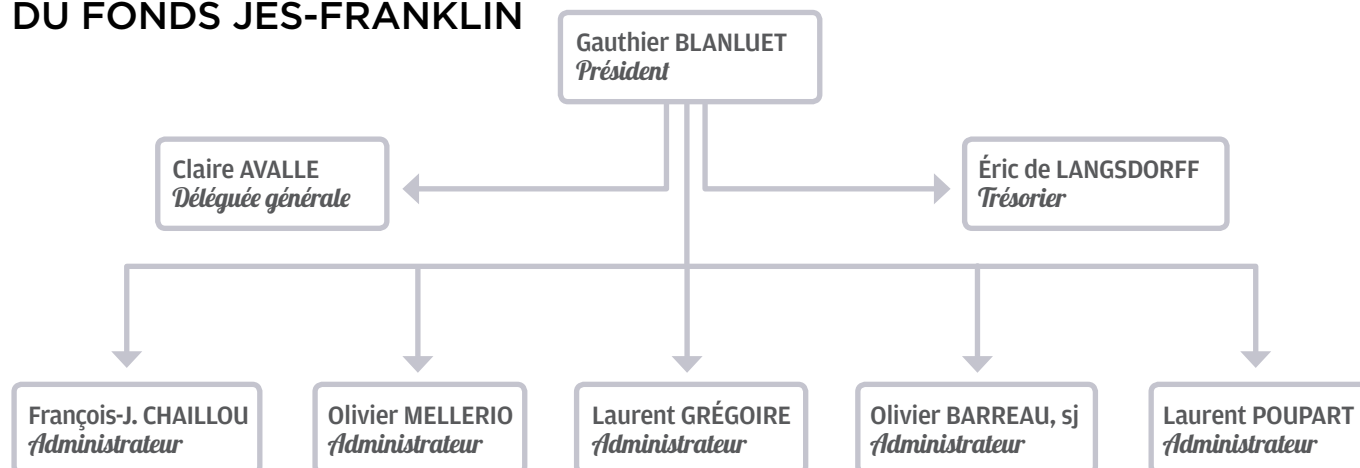 DU FONDS JES-FRANKLIN
Gauthier BLANLUET
Président
Claire AVALLE
Déléguée générale
Éric de LANGSDORFF
Trésorier
François-J. CHAILLOU
Administrateur
Olivier MELLERIO
Administrateur
Laurent GRÉGOIRE
Administrateur
Olivier BARREAU, sj
Administrateur
Laurent POUPART
Administrateur